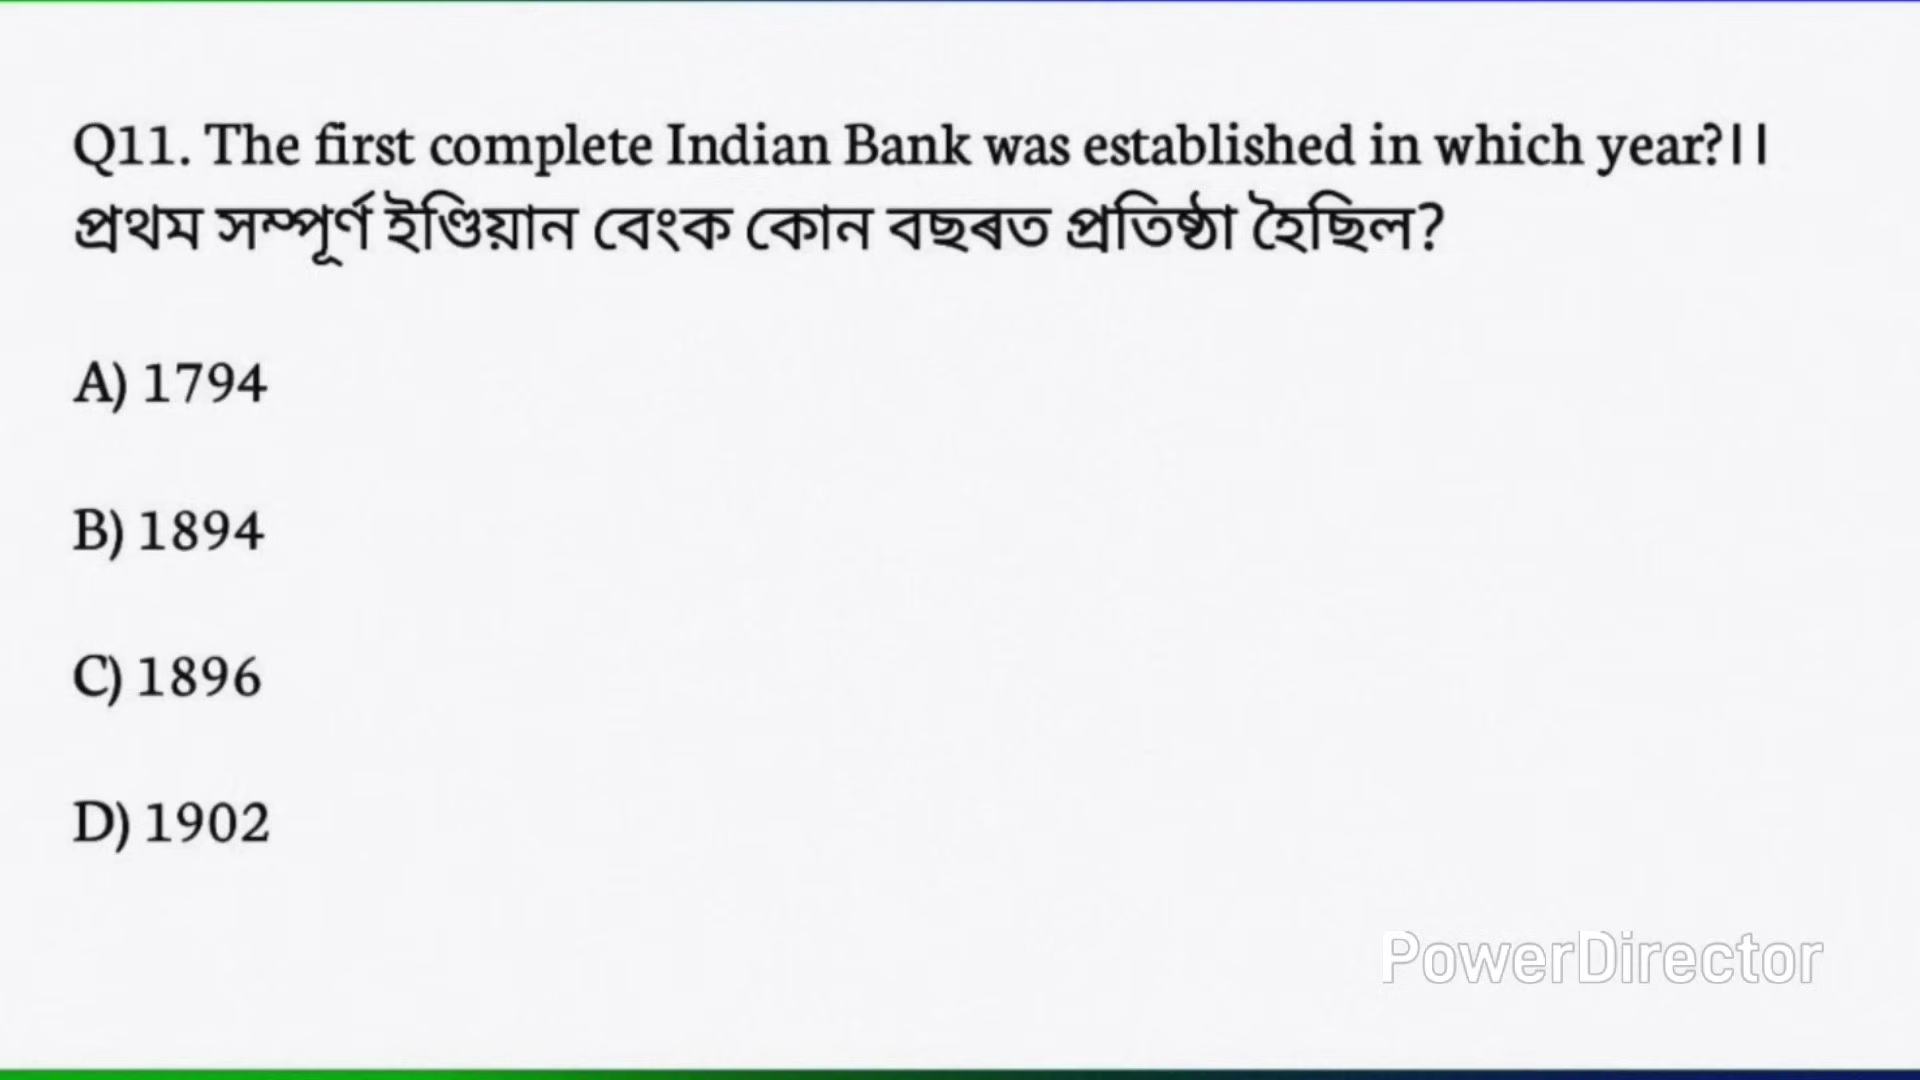 Q11. The first complete Indian Bank was established in which year?।।
প্ৰথম সম্পূৰ্ণ ইণ্ডিয়ান বেংক কোন বছৰত প্ৰতিষ্ঠা হৈছিল?
A) 1794
B) 1894
C) 1896
D) 1902
PowerDirector